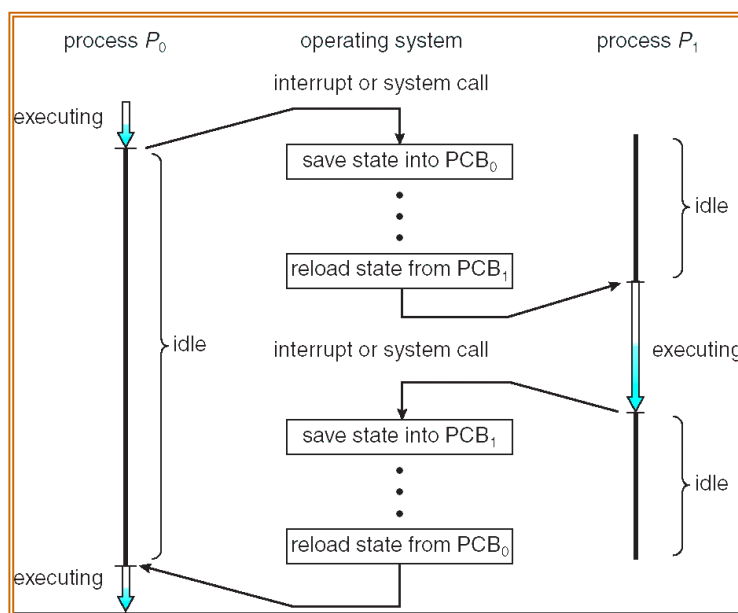 process P₀
operating system
process P₁
interrupt or system call
executing
save state into PCB₀
idle
reload state from PCB₁
idle
interrupt or system call
executing
save state into PCB₁
idle
reload state from PCB₀
executing